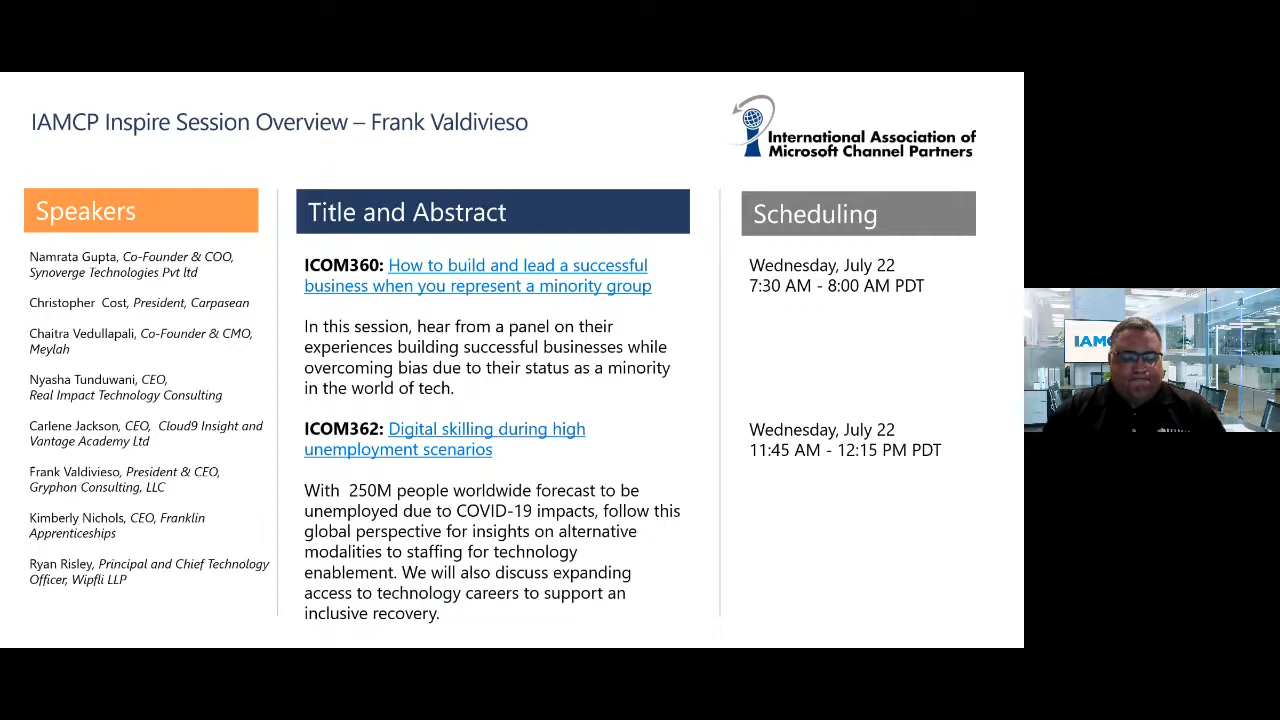 IAMCP Inspire Session Overview – Frank Valdivieso
International Association of
Microsoft Channel Partners
Speakers
Namrata Gupta, Co-Founder & COO,
Synoverge Technologies Pvt ltd
Christopher Cost, President, Carpasean
Chaitra Vedullapali, Co-Founder & CMO,
Meylah
Nyasha Tunduwani, CEO,
Real Impact Technology Consulting
Carlene Jackson, CEO, Cloud9 Insight and
Vantage Academy Ltd
Frank Valdivieso, President & CEO,
Gryphon Consulting, LLC
Kimberly Nichols, CEO, Franklin
Apprenticeships
Ryan Risley, Principal and Chief Technology
Officer, Wipfli LLP
Title and Abstract
ICOM360: How to build and lead a successful
business when you represent a minority group
In this session, hear from a panel on their
experiences building successful businesses while
overcoming bias due to their status as a minority
in the world of tech.
ICOM362: Digital skilling during high
unemployment scenarios
With 250M people worldwide forecast to be
unemployed due to COVID-19 impacts, follow this
global perspective for insights on alternative
modalities to staffing for technology
enablement. We will also discuss expanding
access to technology careers to support an
inclusive recovery.
Scheduling
Wednesday, July 22
7:30 AM - 8:00 AM PDT
Wednesday, July 22
11:45 AM - 12:15 PM PDT